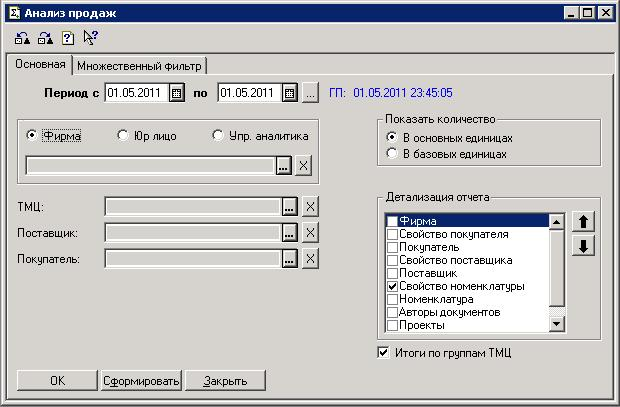 Анализ продаж
Основная Множественный фильтр
Период с 01.05.2011 по 01.05.2011 ... ГП: 01.05.2011 23:45:05
Фирма Юр лицо Упр. аналитика
... X
ТМЦ: ... X
Поставщик: ... X
Покупатель: ... X
Показать количество
В основных единицах
В базовых единицах
Детализация отчета
Фирма
Свойство покупателя
Покупатель
Свойство поставщика
Поставщик
Свойство номенклатуры
Номенклатура
Авторы документов
Проекты
Итоги по группам ТМЦ
OK Сформировать Закрыть